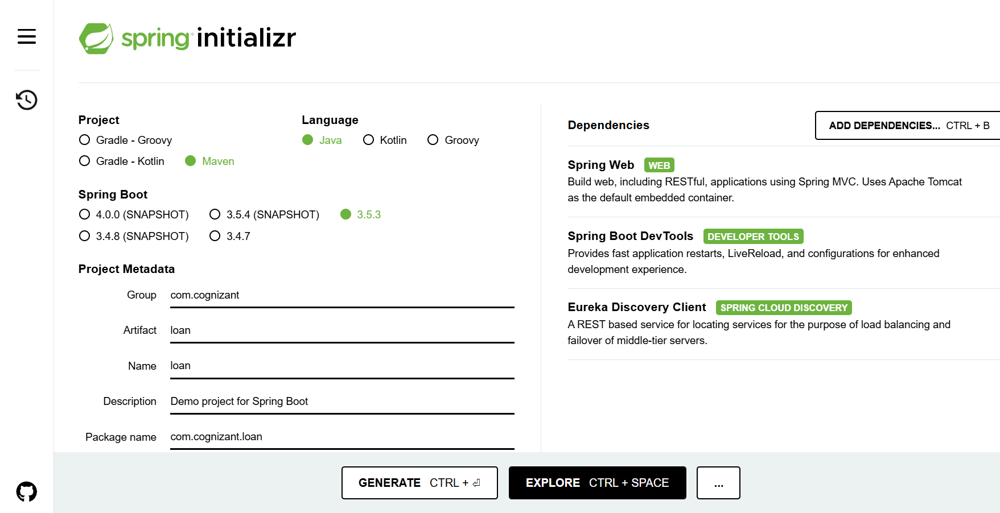 spring initializr
Project
Gradle - Groovy
Gradle - Kotlin Maven
Language
Java Kotlin Groovy
Spring Boot
4.0.0 (SNAPSHOT) 3.5.4 (SNAPSHOT) 3.5.3
3.4.8 (SNAPSHOT) 3.4.7
Project Metadata
Group com.cognizant
Artifact loan
Name loan
Description Demo project for Spring Boot
Package name com.cognizant.loan
Dependencies
ADD DEPENDENCIES... CTRL + B
Spring Web WEB
Build web, including RESTful, applications using Spring MVC. Uses Apache Tomcat
as the default embedded container.
Spring Boot DevTools DEVELOPER TOOLS
Provides fast application restarts, LiveReload, and configurations for enhanced
development experience.
Eureka Discovery Client SPRING CLOUD DISCOVERY
A REST based service for locating services for the purpose of load balancing and
failover of middle-tier servers.
GENERATE CTRL + ⏎
EXPLORE CTRL + SPACE
...